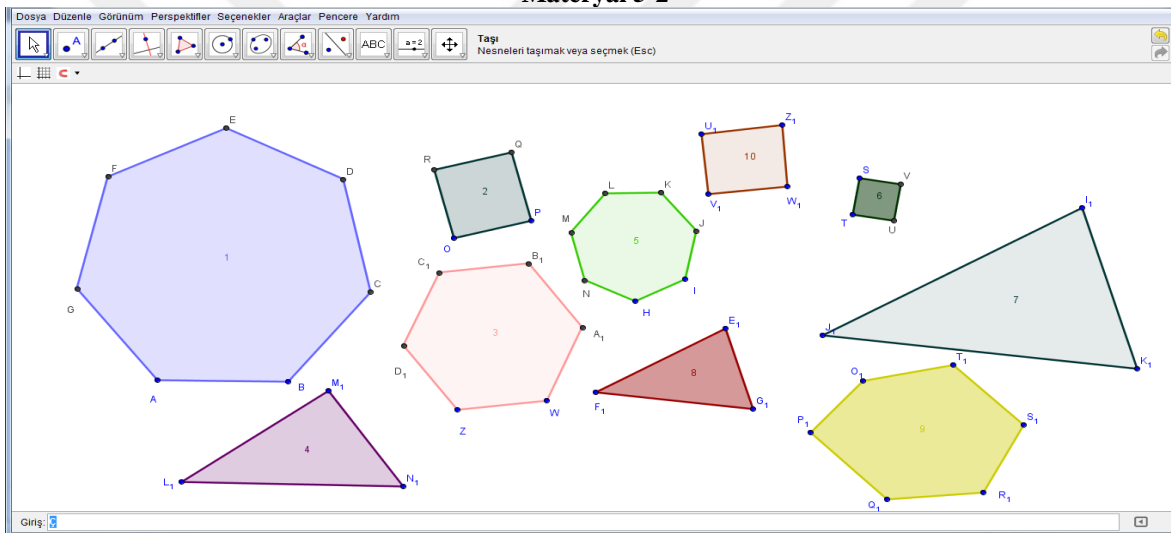 Materyal 3-2
Dosya Düzenle Görünüm Perspektifler Seçenekler Araçlar Pencere Yardım
A
α
ABC
a = 2
Taşı
Nesneleri taşımak veya seçmek (Esc)
E
F
D
1
G
C
A
B
R
Q
2
P
O
L
K
M
J
5
N
I
H
U1
Z1
10
V1
W1
S
V
6
T
U
I1
7
J1
K1
C1
B1
3
A1
D1
W
Z
E1
8
F1
G1
M1
4
L1
N1
T1
O1
P1
S1
9
Q1
R1
Giriş: